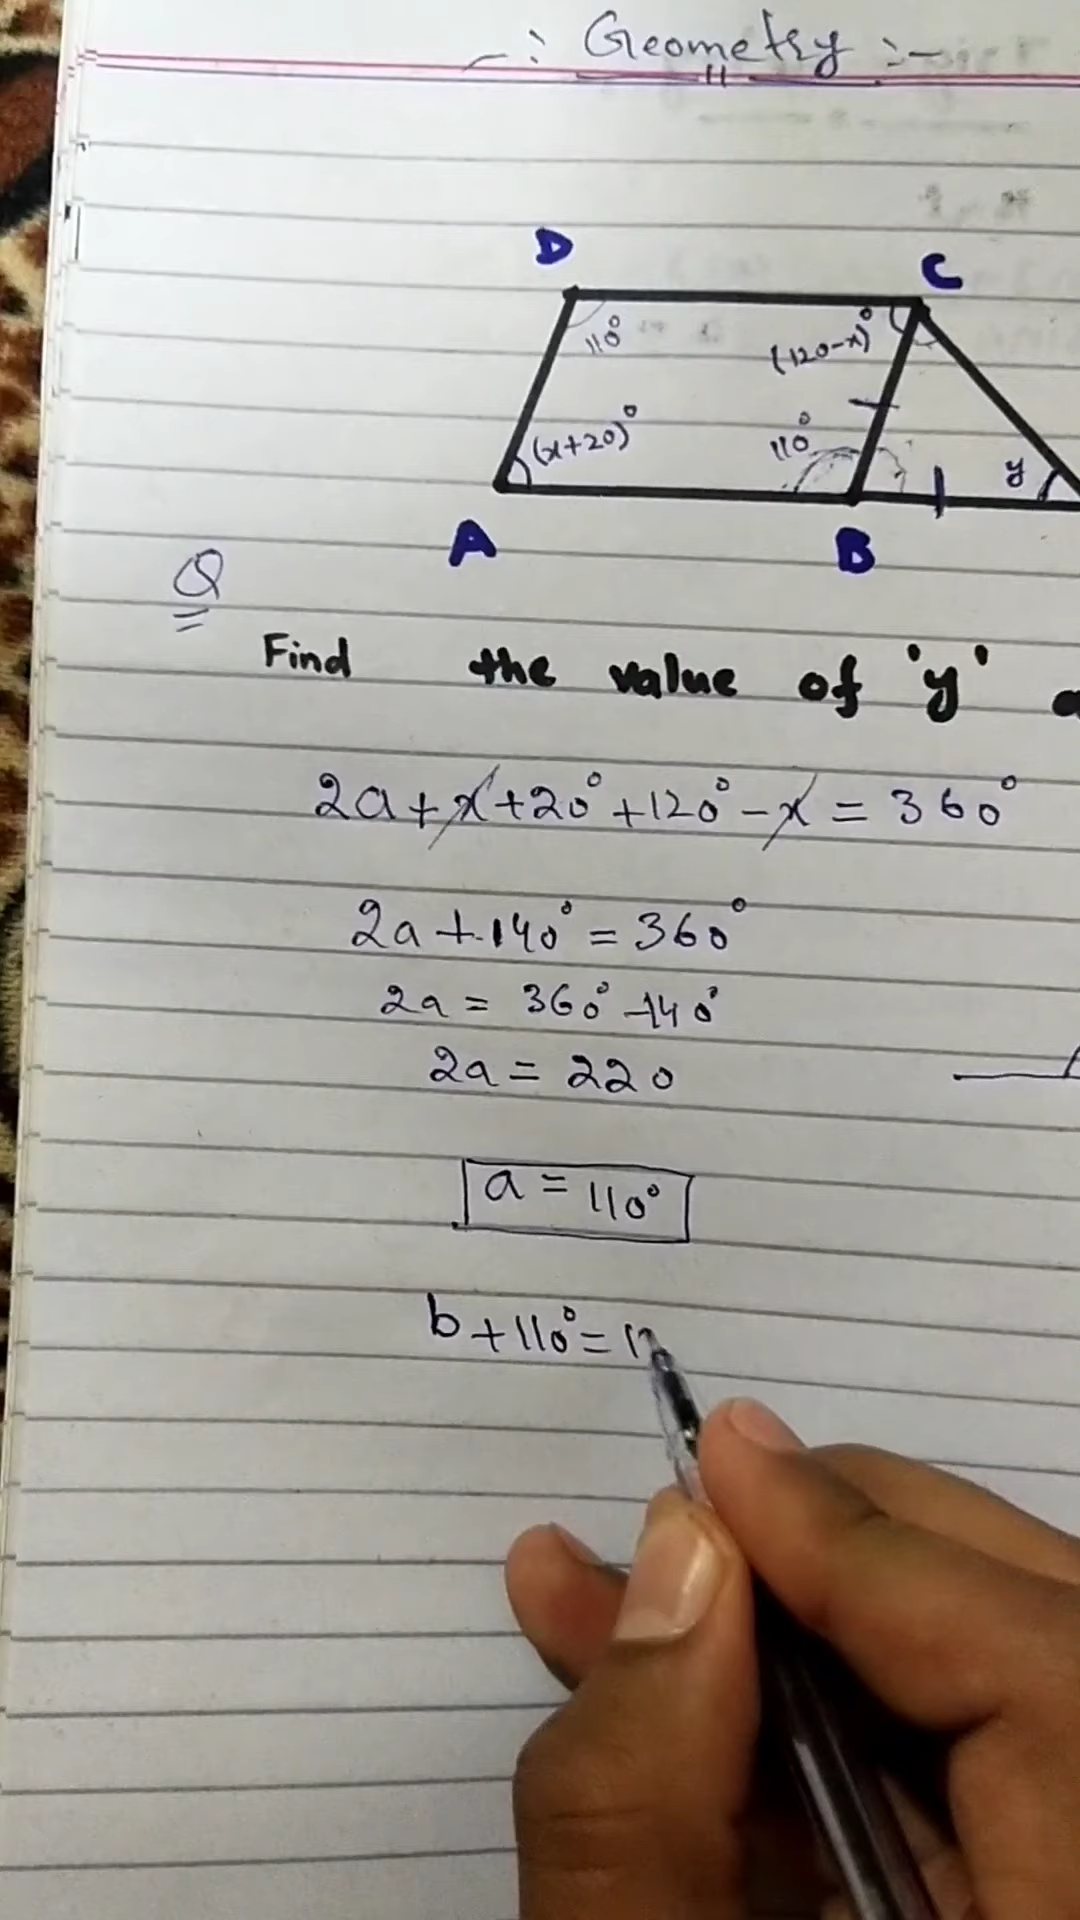 -: Geometry :-
D
C
110°
(120-x)°
(x+20)°
110°
y
A
B
Q
Find the value of 'y'
2a+x+20°+120°-x=360°
2a+140°=360°
2a= 360°-140°
2a= 220
a= 110°
b+110°=1